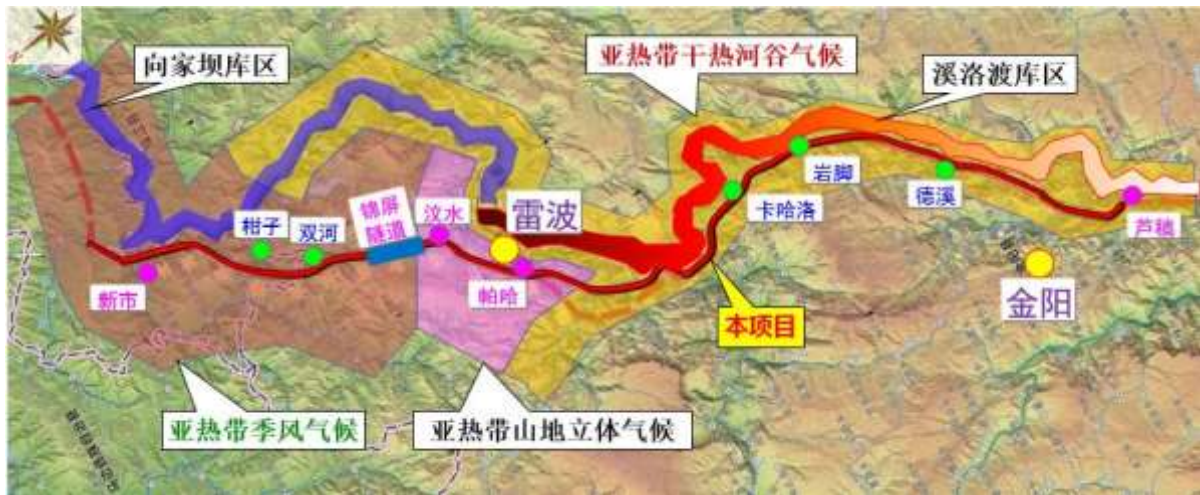 向家坝库区
亚热带干热河谷气候
溪洛渡库区
柑子
双河
锦屏
隧道
汶水
雷波
新市
帕哈
卡哈洛
岩脚
德溪
芦稿
金阳
本项目
亚热带季风气候
亚热带山地立体气候